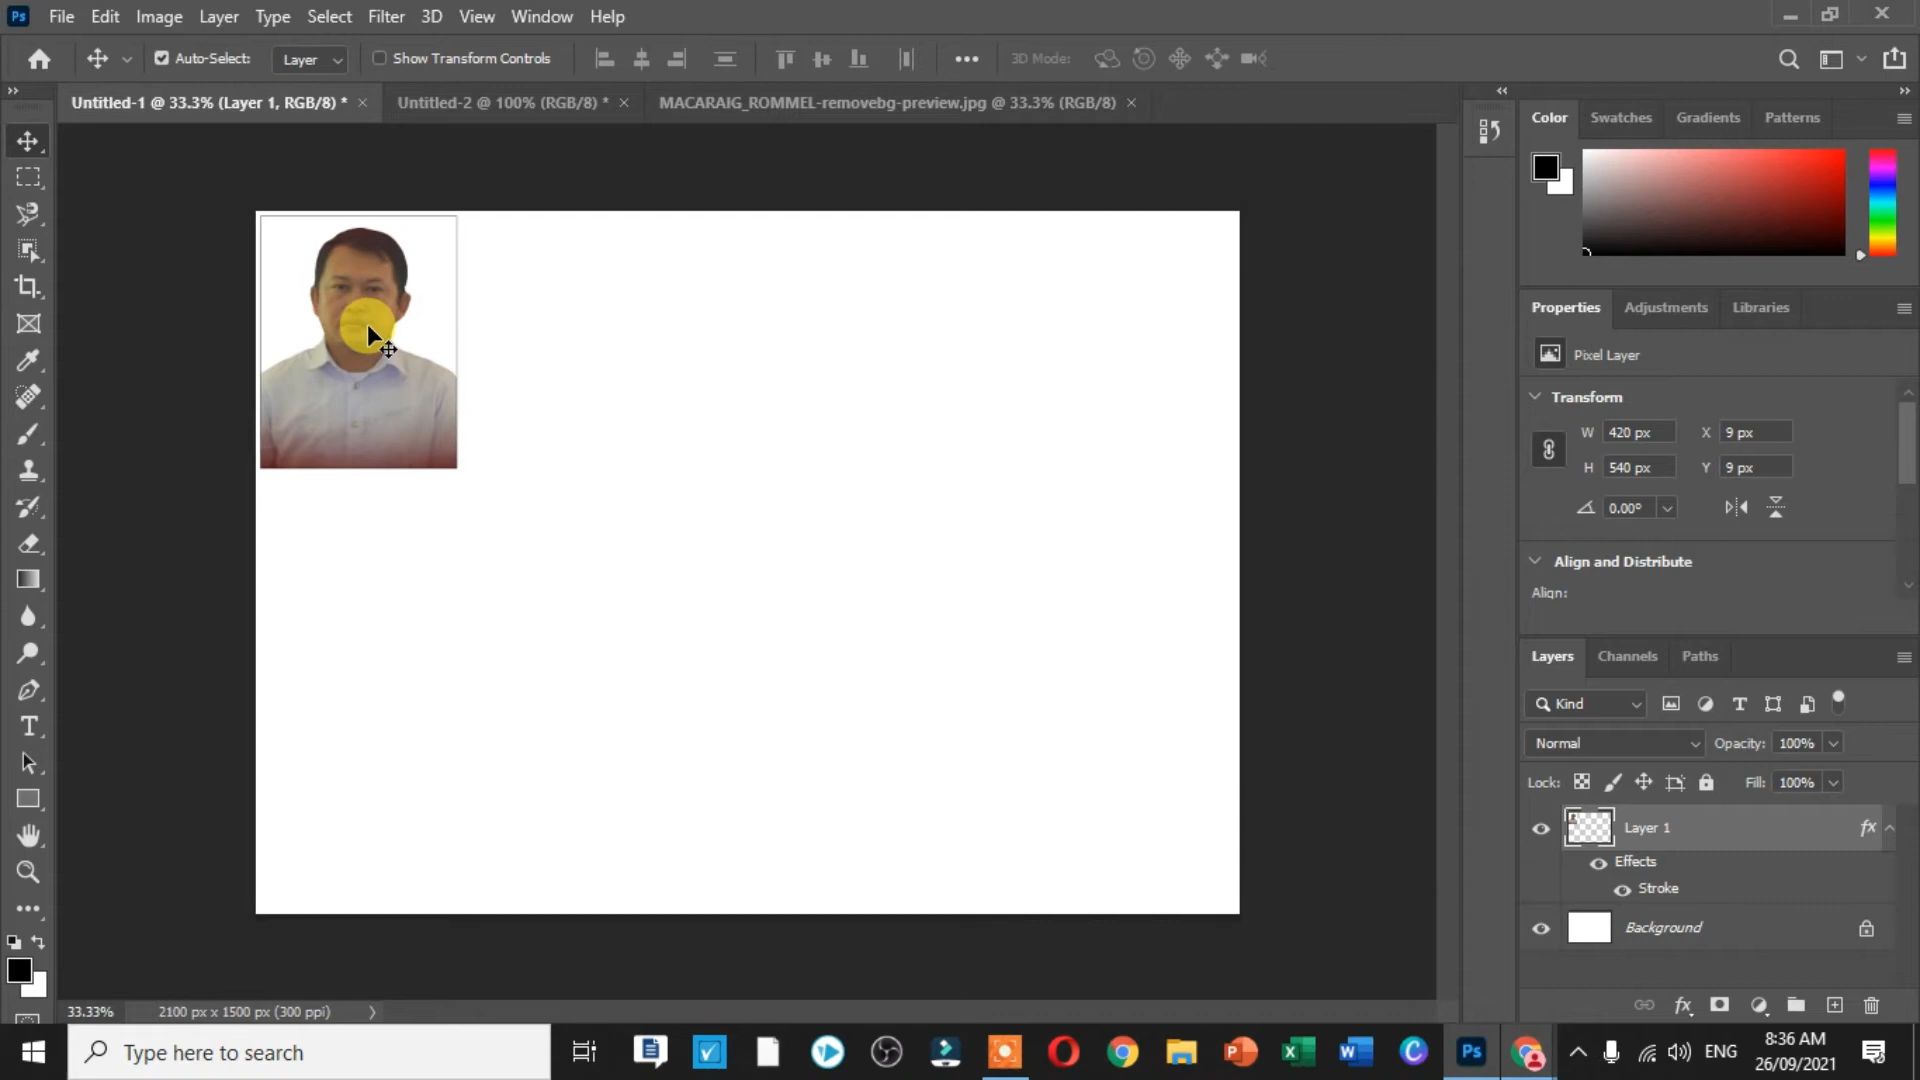 Ps File Edit Image Layer Type Select Filter 3D View Window Help
Auto-Select: Layer Show Transform Controls 3D Mode:
Untitled-1 @ 33.3% (Layer 1, RGB/8) * Untitled-2 @ 100% (RGB/8) * MACARAIG_ROMMEL-removebg-preview.jpg @ 33.3% (RGB/8)
Color Swatches Gradients Patterns
Properties Adjustments Libraries
Pixel Layer
Transform
W 420 px X 9 px
H 540 px Y 9 px
0.00°
Align and Distribute
Align:
Layers Channels Paths
Kind
Normal Opacity: 100%
Lock: Fill: 100%
Layer 1 fx
Effects
Stroke
Background
fx
33.33% 2100 px x 1500 px (300 ppi)
Type here to search
Ps
ENG
8:36 AM
26/09/2021